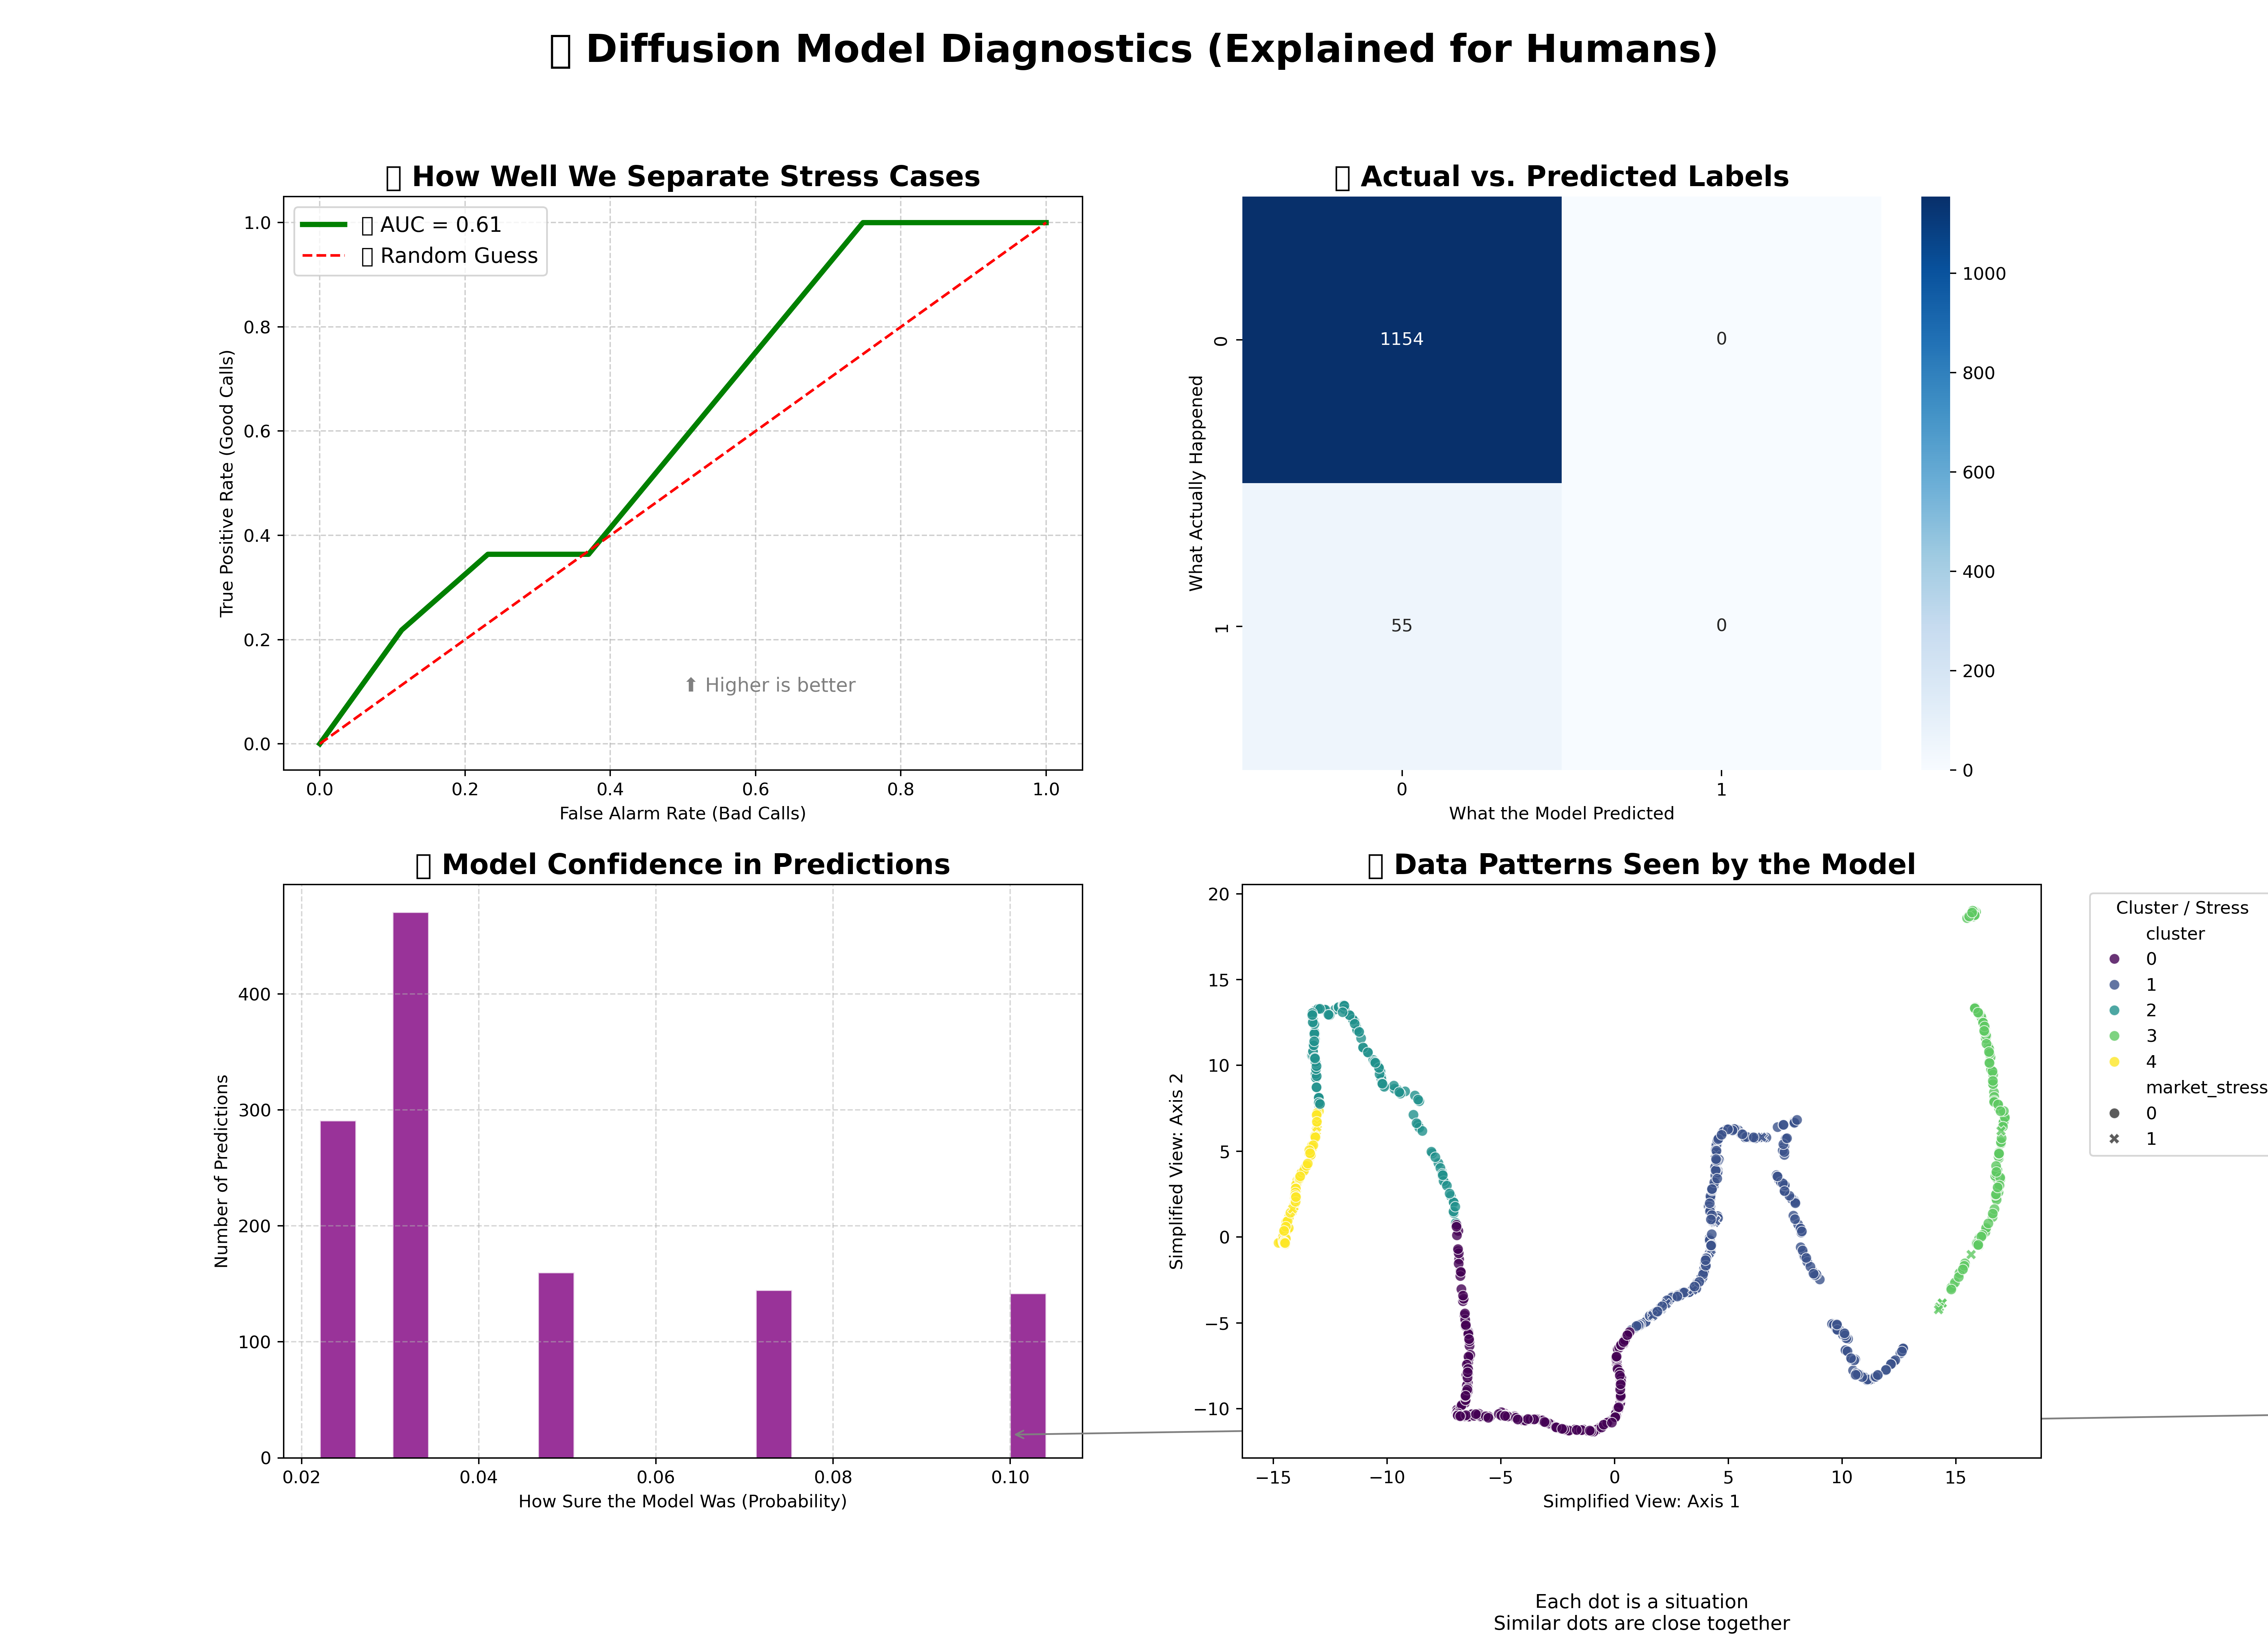 Diffusion Model Diagnostics (Explained for Humans)
How Well We Separate Stress Cases
AUC = 0.61
Random Guess
1.0
0.8
0.6
0.4
0.2
0.0
True Positive Rate (Good Calls)
⬆ Higher is better
0.0 0.2 0.4 0.6 0.8 1.0
False Alarm Rate (Bad Calls)
Actual vs. Predicted Labels
What Actually Happened
0
1
1154 0
55 0
0 1
What the Model Predicted
1000
800
600
400
200
0
Model Confidence in Predictions
Number of Predictions
400
300
200
100
0
0.02 0.04 0.06 0.08 0.10
How Sure the Model Was (Probability)
Data Patterns Seen by the Model
Simplified View: Axis 2
20
15
10
5
0
−5
−10
−15 −10 −5 0 5 10 15
Simplified View: Axis 1
Cluster / Stress
cluster
0
1
2
3
4
market_stress
0
1
Each dot is a situation
Similar dots are close together